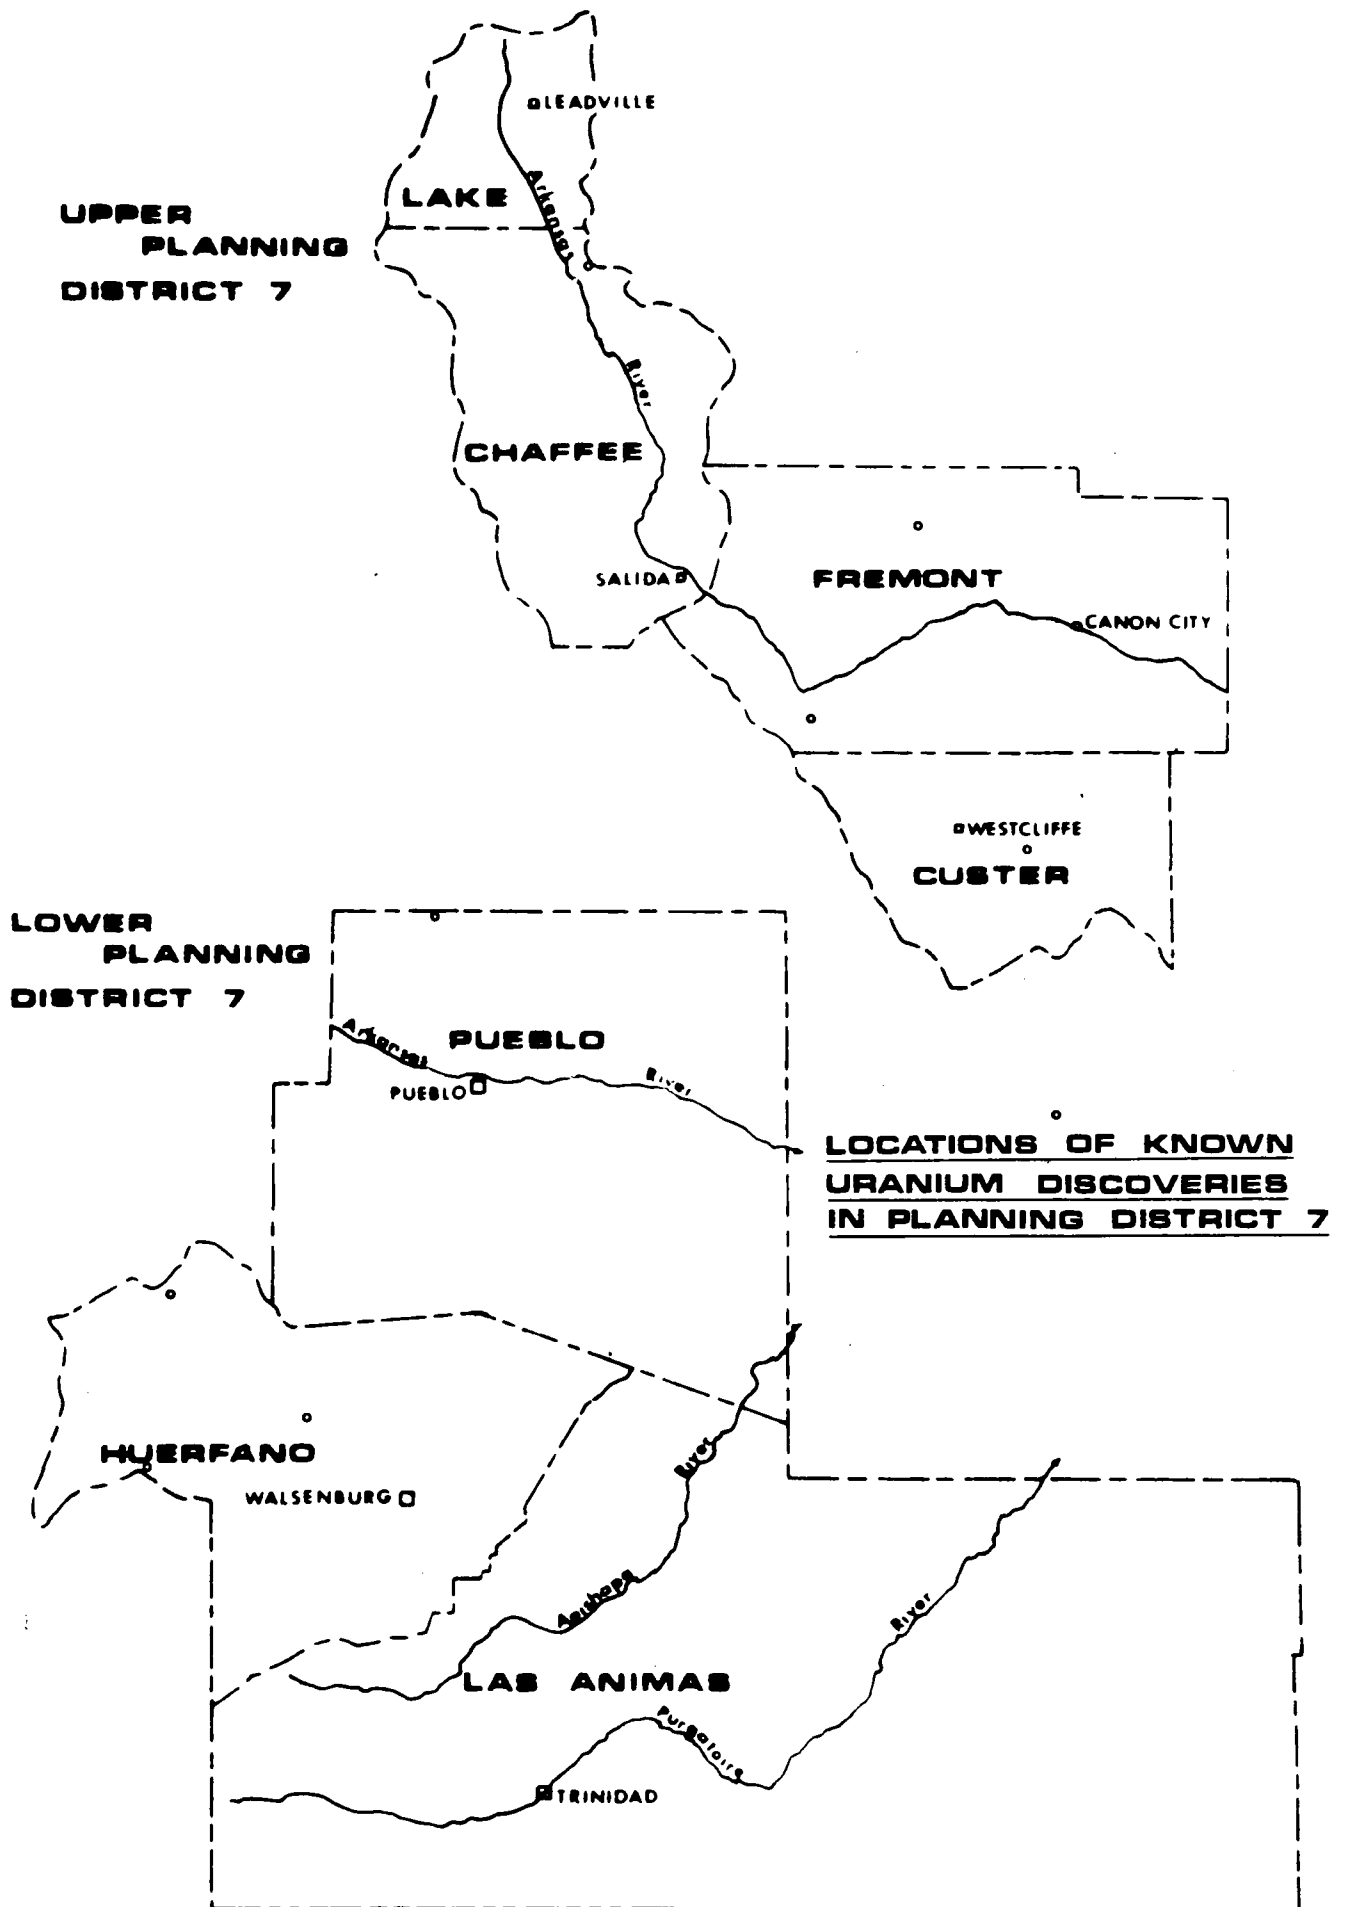 LEADVILLE
LAKE
Arkansas
UPPER
PLANNING
DISTRICT 7
River
CHAFFEE
SALIDA
FREMONT
CANON CITY
WESTCLIFFE
CUSTER
LOWER
PLANNING
DISTRICT 7
Arkansas
PUEBLO
PUEBLO
River
LOCATIONS OF KNOWN
URANIUM DISCOVERIES
IN PLANNING DISTRICT 7
HUERFANO
River
WALSENBURG
Apishapa
River
LAS ANIMAS
Purgatoire
TRINIDAD